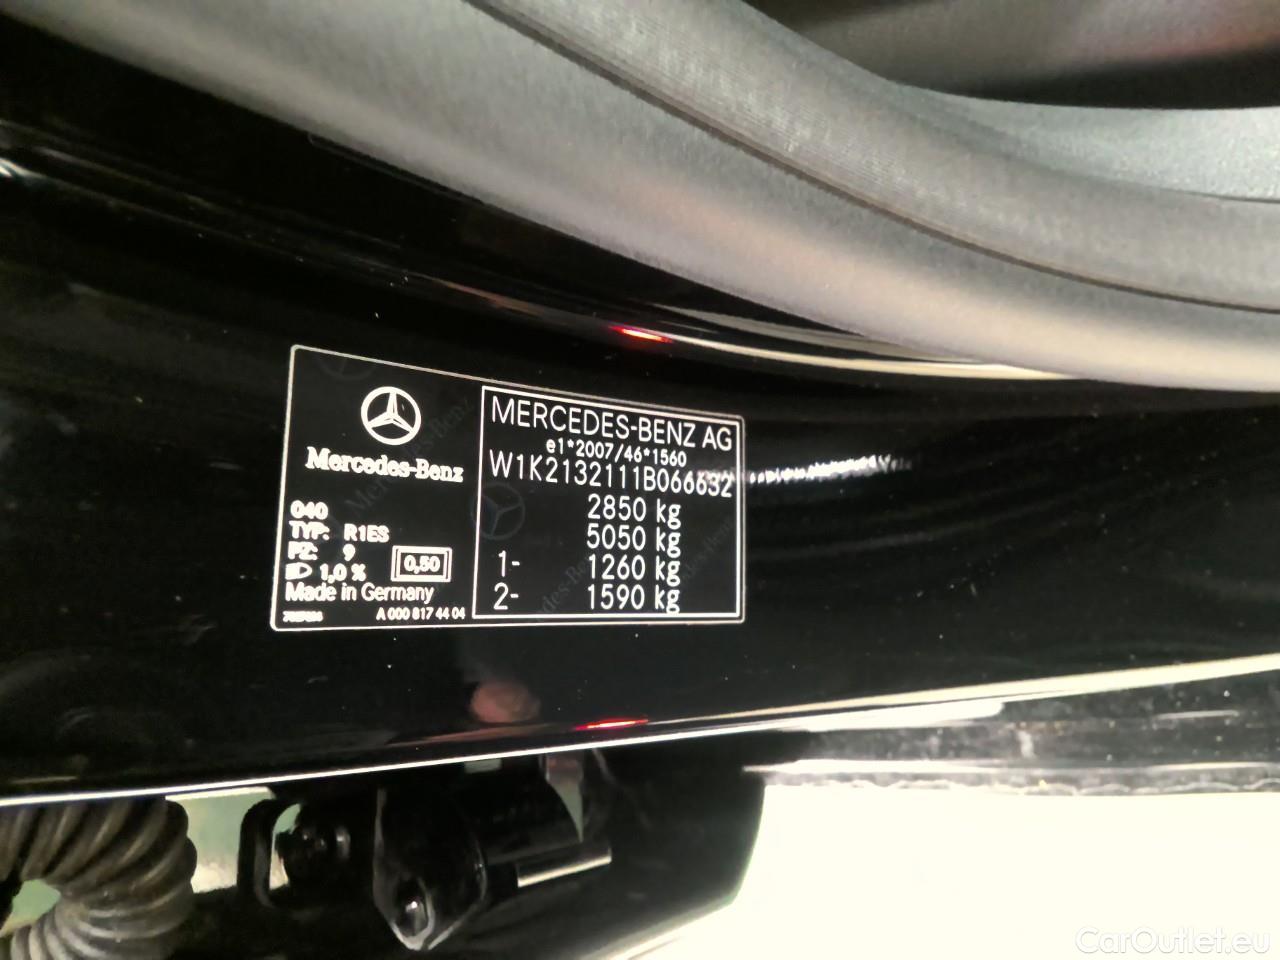 Mercedes-Benz
040
TYP: R1ES
PZ: 9
1,0 %
0,50
Made in Germany
A 000 817 44 04
MERCEDES-BENZ AG
e1*2007/46*1560
W1K2132111B066632
2850 kg
5050 kg
1- 1260 kg
2- 1590 kg
CarOutlet.eu